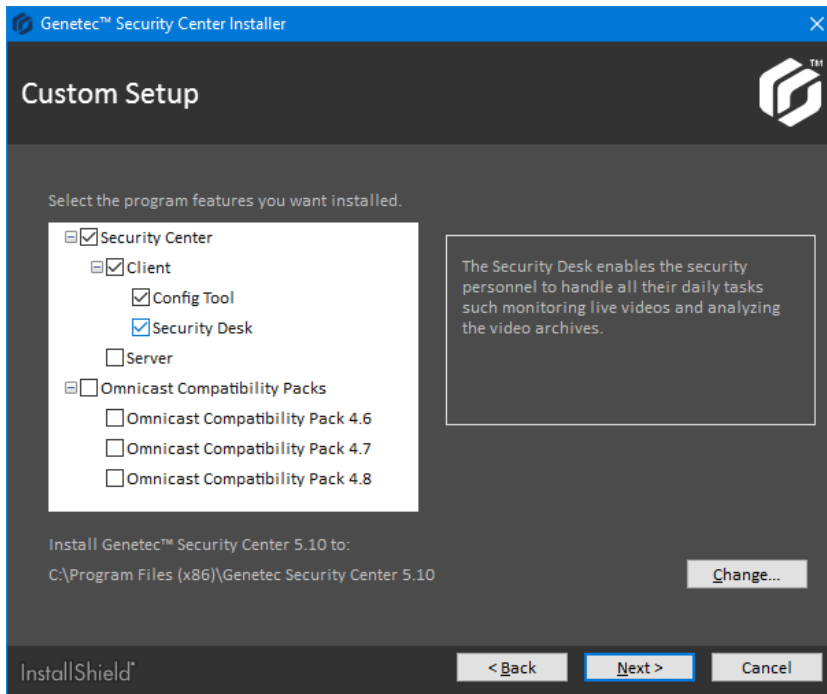 Genetec™ Security Center Installer
Custom Setup
TM
Select the program features you want installed.
Security Center
Client
Config Tool
Security Desk
Server
Omnicast Compatibility Packs
Omnicast Compatibility Pack 4.6
Omnicast Compatibility Pack 4.7
Omnicast Compatibility Pack 4.8
The Security Desk enables the security
personnel to handle all their daily tasks
such monitoring live videos and analyzing
the video archives.
Install Genetec™ Security Center 5.10 to:
C:\Program Files (x86)\Genetec Security Center 5.10
Change...
InstallShield
< Back
Next >
Cancel